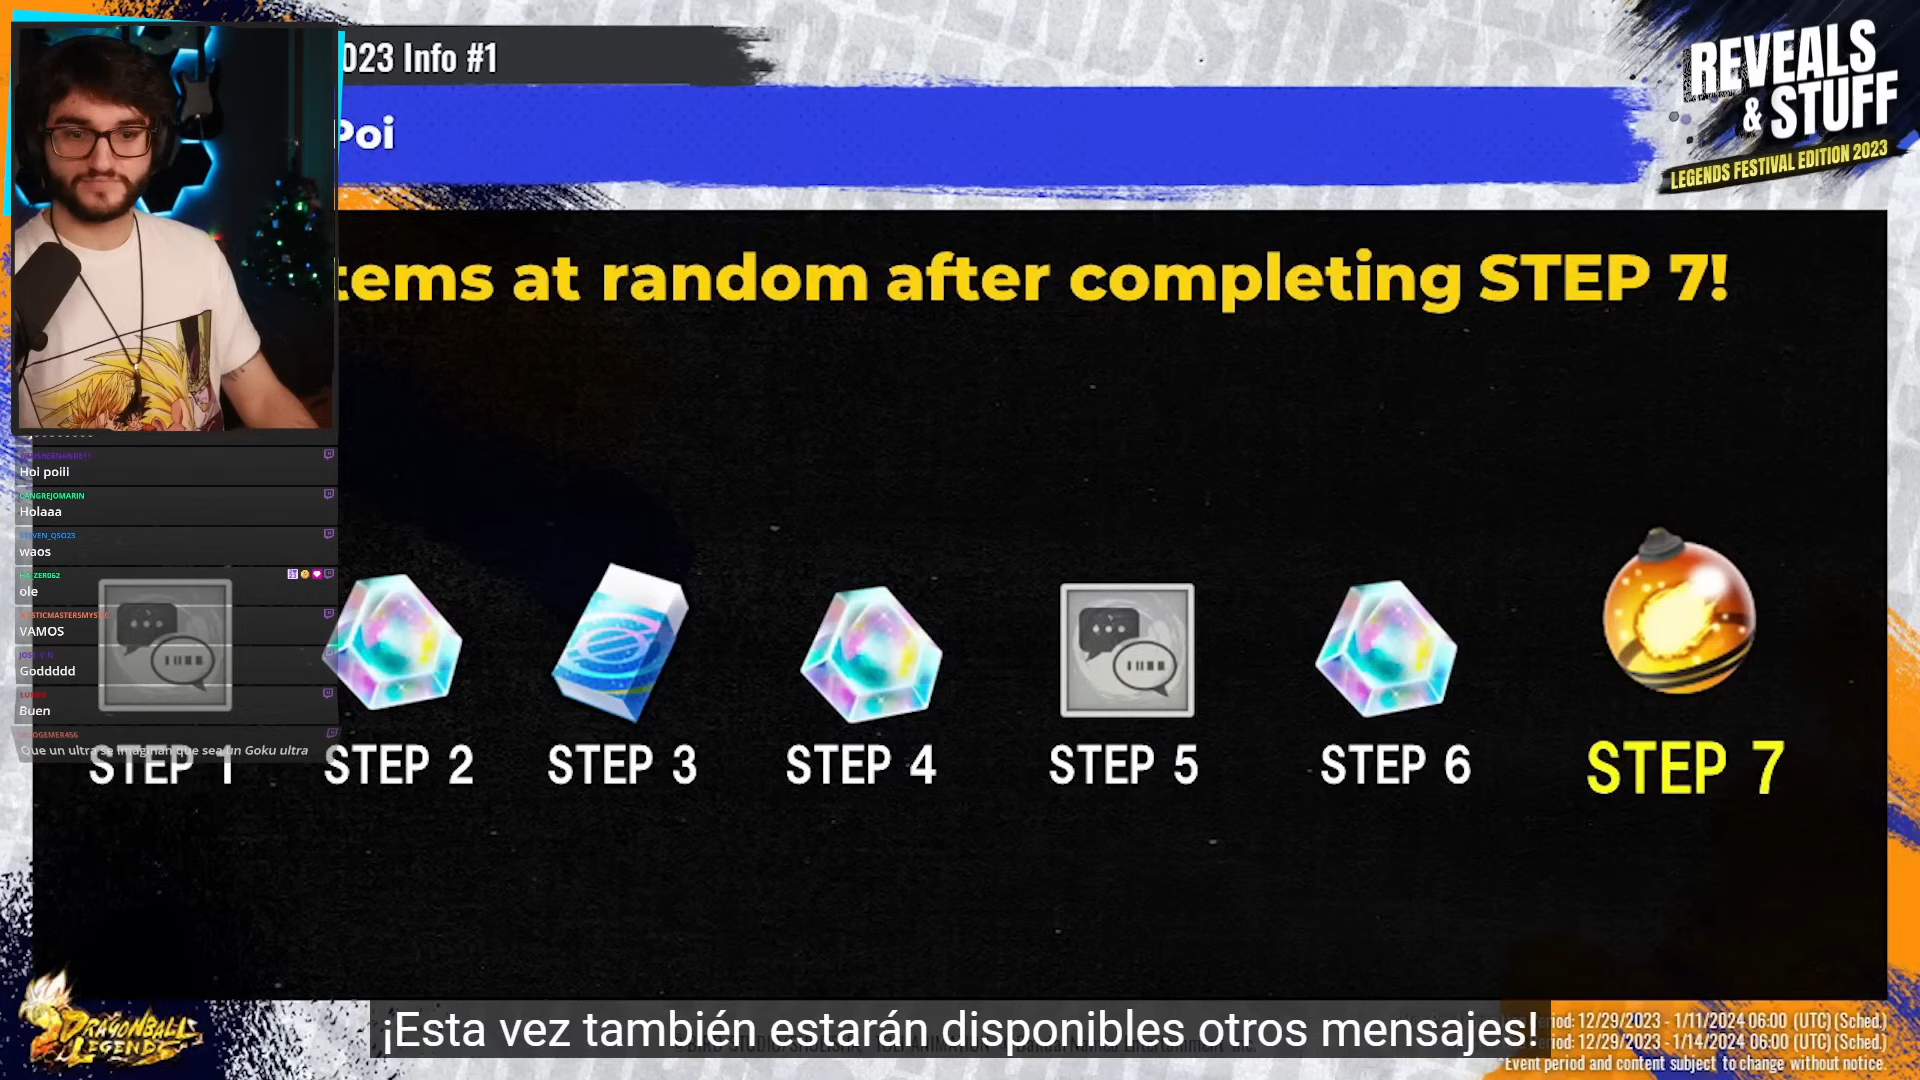 023 Info #1
Poi
REVEALS
& STUFF
LEGENDS FESTIVAL EDITION 2023
tems at random after completing STEP 7!
Hoi poiii
CANGREJOMARIN
Holaaa
waos
ole
VAMOS
Goddddd
Buen
Que un ultra se imaginan que sea un Goku ultra
STEP 1
STEP 2
STEP 3
STEP 4
STEP 5
STEP 6
STEP 7
DRAGONBALL
LEGENDS
¡Esta vez también estarán disponibles otros mensajes!
iod: 12/29/2023 - 1/11/2024 06:00 (UTC)(Sched.)
iod: 12/29/2023 - 1/14/2024 06:00 (UTC)(Sched.)
Event period and content subject to change without notice.